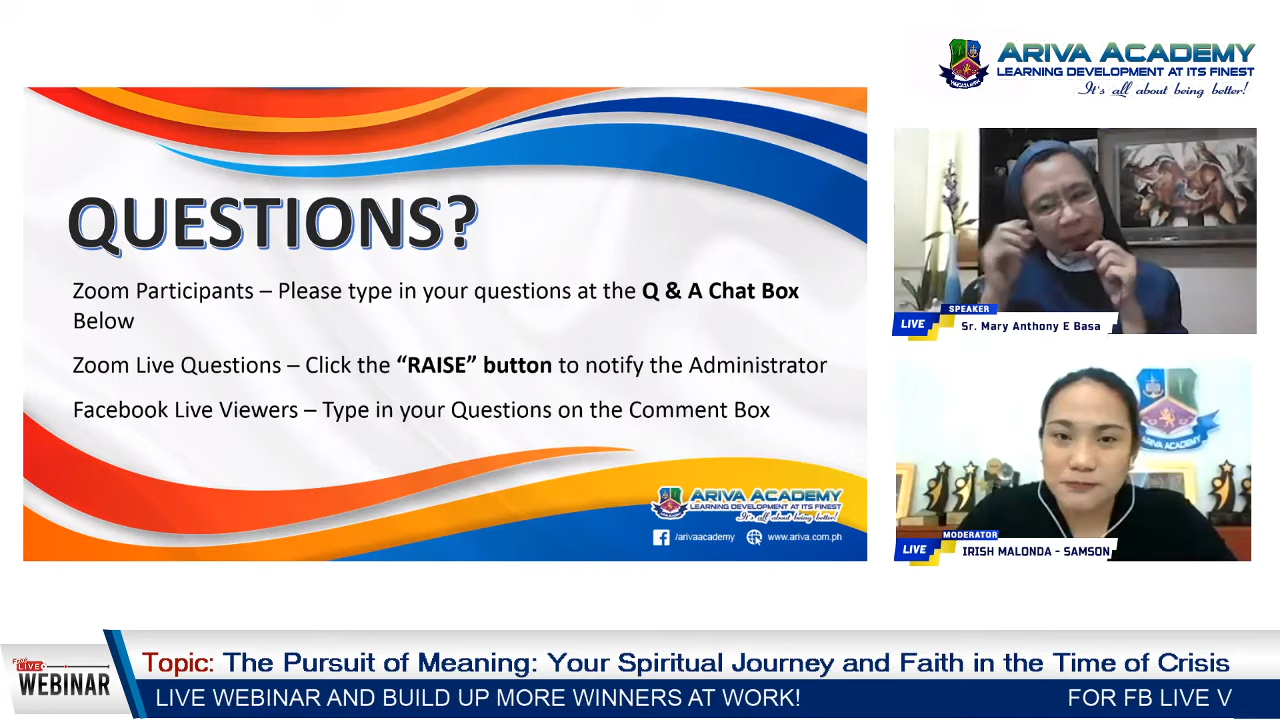 ARIVA ACADEMY
LEARNING DEVELOPMENT AT ITS FINEST
It's all about being better!
QUESTIONS?
Zoom Participants – Please type in your questions at the Q & A Chat Box
Below
Zoom Live Questions – Click the “RAISE” button to notify the Administrator
Facebook Live Viewers – Type in your Questions on the Comment Box
ARIVA ACADEMY
LEARNING DEVELOPMENT AT ITS FINEST
It's all about being better!
/arivaacademy www.ariva.com.ph
SPEAKER
LIVE Sr. Mary Anthony E Basa
ARIVA ACADEMY
MODERATOR
LIVE IRISH MALONDA - SAMSON
LIVE
WEBINAR
Topic: The Pursuit of Meaning: Your Spiritual Journey and Faith in the Time of Crisis
LIVE WEBINAR AND BUILD UP MORE WINNERS AT WORK! FOR FB LIVE V